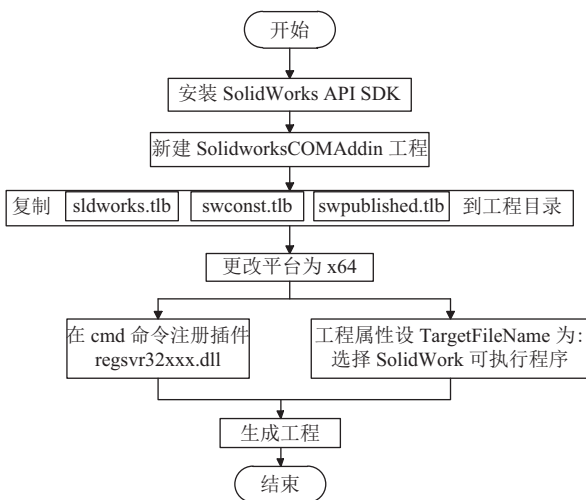 开始
安装 SolidWorks API SDK
新建 SolidworksCOMAddin 工程
复制 sldworks.tlb swconst.tlb swpublished.tlb 到工程目录
更改平台为 x64
在 cmd 命令注册插件
regsvr32xxx.dll
工程属性设 TargetFileName 为:
选择 SolidWork 可执行程序
生成工程
结束